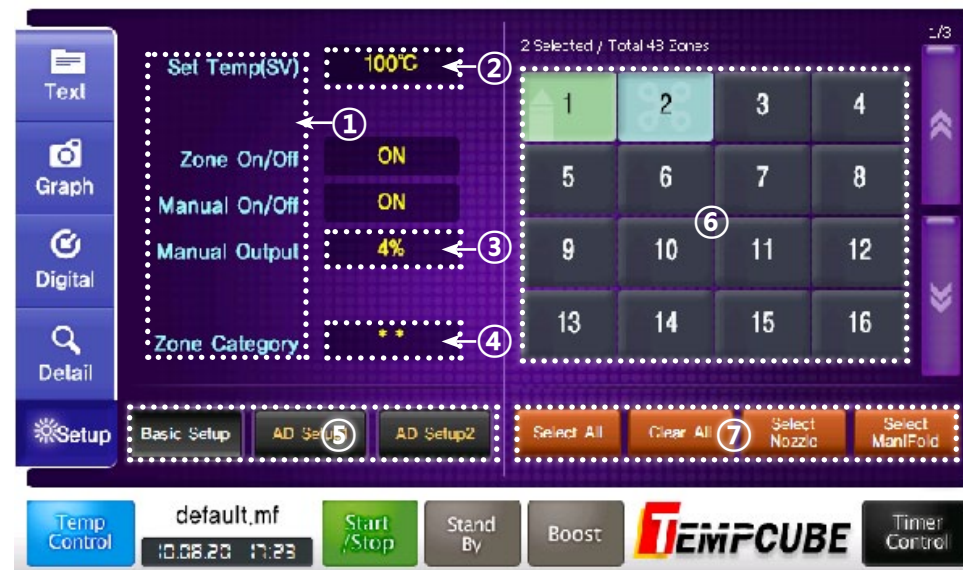 2 Selected / Total 48 Zones
1/3
Text
Graph
Digital
Detail
Setup
Set Temp(SV)
100℃
②
①
Zone On/Off
ON
Manual On/Off
ON
Manual Output
4%
③
Zone Category
* *
④
1 2 3 4
5 6 7 8
⑥
9 10 11 12
13 14 15 16
Basic Setup
AD
⑤
AD Setup2
Select All
Clear All
⑦
Select
Nozzle
Select
ManiFold
Temp
Control
default.mf
10.08.20 17:23
Start
/Stop
Stand
By
Boost
TEMPCUBE
Timer
Control